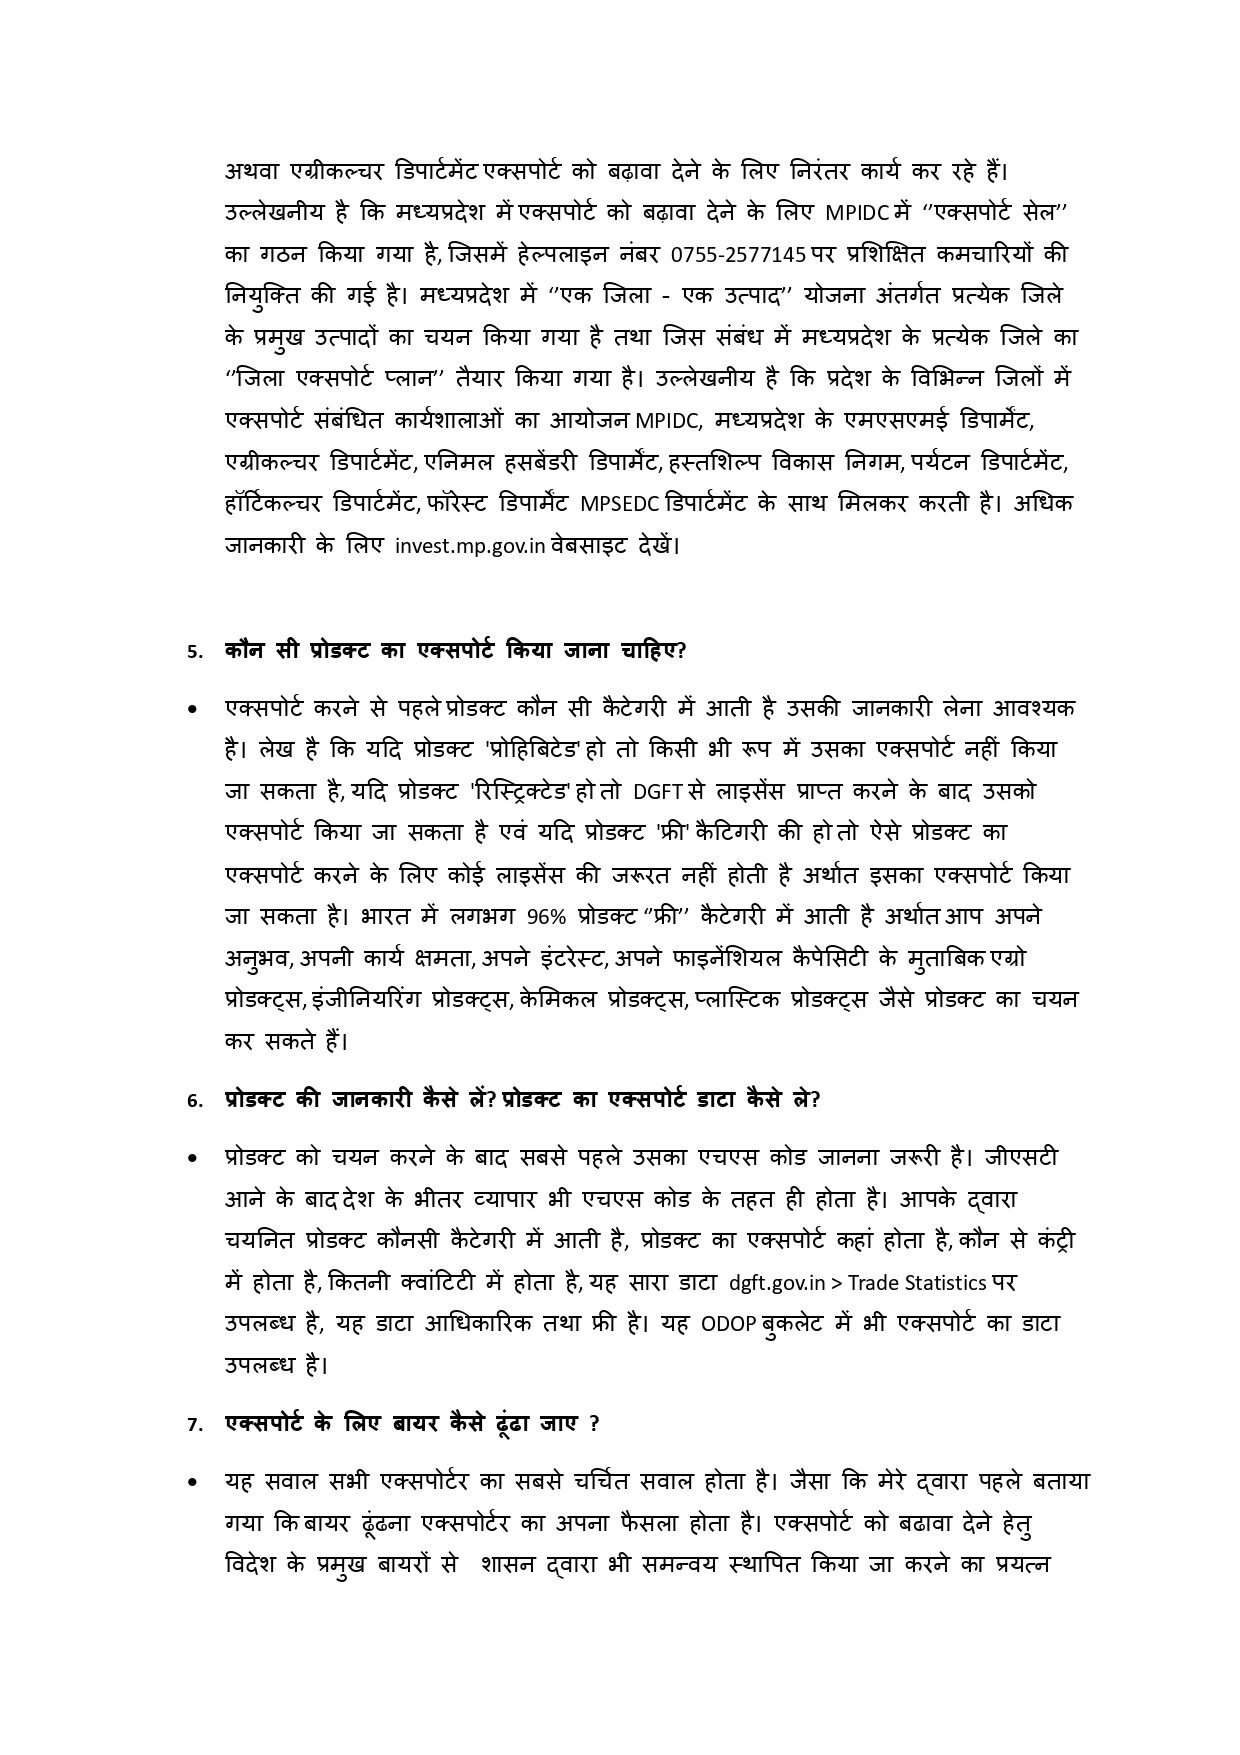 अथवा एग्रीकल्चर डिपार्टमेंट एक्सपोर्ट को बढ़ावा देने के लिए निरंतर कार्य कर रहे हैं।
उल्लेखनीय है कि मध्यप्रदेश में एक्सपोर्ट को बढ़ावा देने के लिए MPIDC में ‘’एक्सपोर्ट सेल’’
का गठन किया गया है, जिसमें हेल्पलाइन नंबर 0755-2577145 पर प्रशिक्षित कमचारियों की
नियुक्ति की गई है। मध्यप्रदेश में ‘’एक जिला - एक उत्पाद’’ योजना अंतर्गत प्रत्येक जिले
के प्रमुख उत्पादों का चयन किया गया है तथा जिस संबंध में मध्यप्रदेश के प्रत्येक जिले का
‘’जिला एक्सपोर्ट प्लान’’ तैयार किया गया है। उल्लेखनीय है कि प्रदेश के विभिन्न जिलों में
एक्सपोर्ट संबंधित कार्यशालाओं का आयोजन MPIDC, मध्यप्रदेश के एमएसएमई डिपार्मेंट,
एग्रीकल्चर डिपार्टमेंट, एनिमल हसबेंडरी डिपार्मेंट, हस्तशिल्प विकास निगम, पर्यटन डिपार्टमेंट,
हॉर्टिकल्चर डिपार्टमेंट, फॉरेस्ट डिपार्मेंट MPSEDC डिपार्टमेंट के साथ मिलकर करती है। अधिक
जानकारी के लिए invest.mp.gov.in वेबसाइट देखें।
5. कौन सी प्रोडक्ट का एक्सपोर्ट किया जाना चाहिए?
• एक्सपोर्ट करने से पहले प्रोडक्ट कौन सी कैटेगरी में आती है उसकी जानकारी लेना आवश्यक
है। लेख है कि यदि प्रोडक्ट 'प्रोहिबिटेड' हो तो किसी भी रूप में उसका एक्सपोर्ट नहीं किया
जा सकता है, यदि प्रोडक्ट 'रिस्ट्रिक्टेड' हो तो DGFT से लाइसेंस प्राप्त करने के बाद उसको
एक्सपोर्ट किया जा सकता है एवं यदि प्रोडक्ट 'फ्री' कैटिगरी की हो तो ऐसे प्रोडक्ट का
एक्सपोर्ट करने के लिए कोई लाइसेंस की जरूरत नहीं होती है अर्थात इसका एक्सपोर्ट किया
जा सकता है। भारत में लगभग 96% प्रोडक्ट ‘’फ्री’’ कैटेगरी में आती है अर्थात आप अपने
अनुभव, अपनी कार्य क्षमता, अपने इंटरेस्ट, अपने फाइनेंशियल कैपेसिटी के मुताबिक एग्रो
प्रोडक्ट्स, इंजीनियरिंग प्रोडक्ट्स, केमिकल प्रोडक्ट्स, प्लास्टिक प्रोडक्ट्स जैसे प्रोडक्ट का चयन
कर सकते हैं।
6. प्रोडक्ट की जानकारी कैसे लें? प्रोडक्ट का एक्सपोर्ट डाटा कैसे ले?
• प्रोडक्ट को चयन करने के बाद सबसे पहले उसका एचएस कोड जानना जरूरी है। जीएसटी
आने के बाद देश के भीतर व्यापार भी एचएस कोड के तहत ही होता है। आपके द्वारा
चयनित प्रोडक्ट कौनसी कैटेगरी में आती है, प्रोडक्ट का एक्सपोर्ट कहां होता है, कौन से कंट्री
में होता है, कितनी क्वांटिटी में होता है, यह सारा डाटा dgft.gov.in > Trade Statistics पर
उपलब्ध है, यह डाटा आधिकारिक तथा फ्री है। यह ODOP बुकलेट में भी एक्सपोर्ट का डाटा
उपलब्ध है।
7. एक्सपोर्ट के लिए बायर कैसे ढूंढा जाए ?
• यह सवाल सभी एक्सपोर्टर का सबसे चर्चित सवाल होता है। जैसा कि मेरे द्वारा पहले बताया
गया कि बायर ढूंढना एक्सपोर्टर का अपना फैसला होता है। एक्सपोर्ट को बढावा देने हेतु
विदेश के प्रमुख बायरों से शासन द्वारा भी समन्वय स्थापित किया जा करने का प्रयत्न